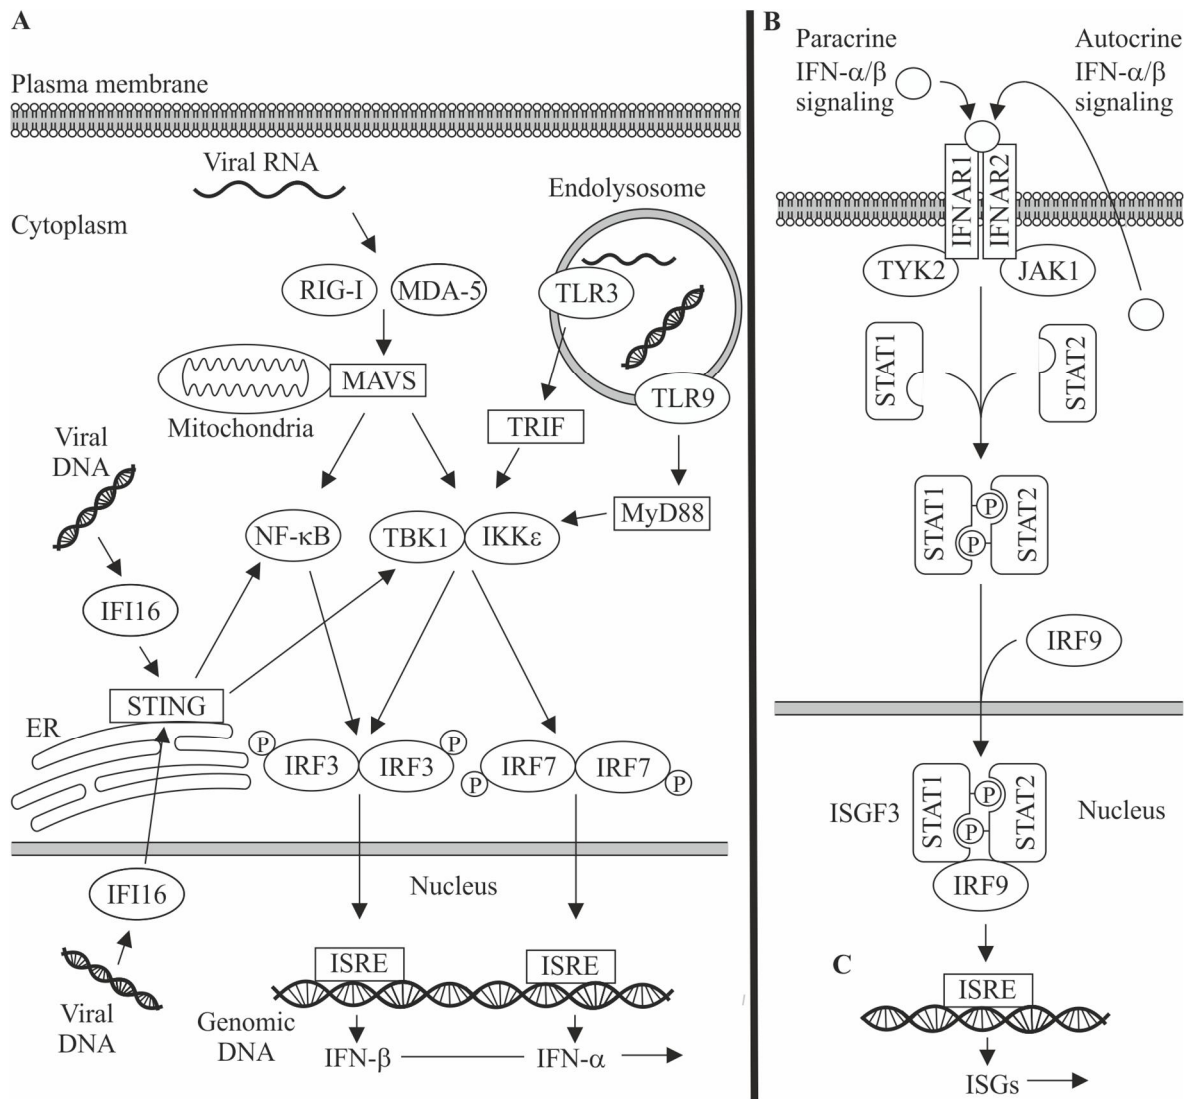 A
Plasma membrane
Viral RNA
Cytoplasm
Endolysosome
RIG-I
MDA-5
TLR3
MAVS
TLR9
Mitochondria
TRIF
Viral
DNA
MyD88
NF-κB
TBK1
IKKε
IFI16
STING
ER
P
IRF3
IRF3
P
P
IRF7
IRF7
P
IFI16
Nucleus
Viral
DNA
ISRE
ISRE
Genomic
DNA
IFN-β
IFN-α
B
Paracrine
IFN-α/β
signaling
Autocrine
IFN-α/β
signaling
IFNAR1
IFNAR2
TYK2
JAK1
STAT1
STAT2
STAT1
P
P
STAT2
IRF9
ISGF3
STAT1
P
P
STAT2
Nucleus
IRF9
C
ISRE
ISGs